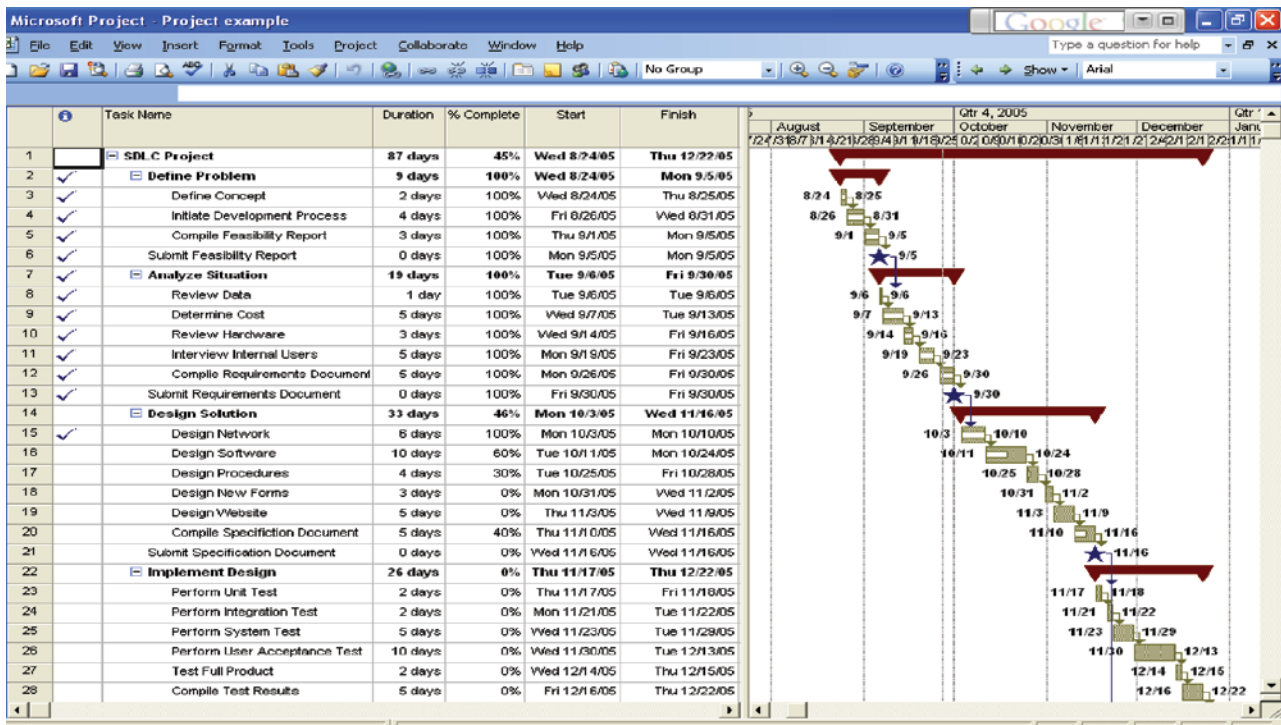 Microsoft Project - Project example
Google
File Edit View Insert Format Tools Project Collaborate Window Help
Type a question for help
No Group Show Arial
Task Name Duration % Complete Start Finish
Qtr 4, 2005 Qtr 1
August September October November December Janu
1 SDLC Project 87 days 45% Wed 8/24/05 Thu 12/22/05
2 Define Problem 9 days 100% Wed 8/24/05 Mon 9/5/05
3 Define Concept 2 days 100% Wed 8/24/05 Thu 8/25/05 8/24 8/25
4 Initiate Development Process 4 days 100% Fri 8/26/05 Wed 8/31/05 8/26 8/31
5 Compile Feasibility Report 3 days 100% Thu 9/1/05 Mon 9/5/05 9/1 9/5
6 Submit Feasibility Report 0 days 100% Mon 9/5/05 Mon 9/5/05 9/5
7 Analyze Situation 19 days 100% Tue 9/6/05 Fri 9/30/05
8 Review Data 1 day 100% Tue 9/6/05 Tue 9/6/05 9/6 9/6
9 Determine Cost 5 days 100% Wed 9/7/05 Tue 9/13/05 9/7 9/13
10 Review Hardware 3 days 100% Wed 9/14/05 Fri 9/16/05 9/14 9/16
11 Interview Internal Users 5 days 100% Mon 9/19/05 Fri 9/23/05 9/19 9/23
12 Compile Requirements Document 5 days 100% Mon 9/26/05 Fri 9/30/05 9/26 9/30
13 Submit Requirements Document 0 days 100% Fri 9/30/05 Fri 9/30/05 9/30
14 Design Solution 33 days 46% Mon 10/3/05 Wed 11/16/05
15 Design Network 6 days 100% Mon 10/3/05 Mon 10/10/05 10/3 10/10
16 Design Software 10 days 60% Tue 10/11/05 Mon 10/24/05 10/11 10/24
17 Design Procedures 4 days 30% Tue 10/25/05 Fri 10/28/05 10/25 10/28
18 Design New Forms 3 days 0% Mon 10/31/05 Wed 11/2/05 10/31 11/2
19 Design Website 5 days 0% Thu 11/3/05 Wed 11/9/05 11/3 11/9
20 Compile Specifiction Document 5 days 40% Thu 11/10/05 Wed 11/16/05 11/10 11/16
21 Submit Specification Document 0 days 0% Wed 11/16/05 Wed 11/16/05 11/16
22 Implement Design 26 days 0% Thu 11/17/05 Thu 12/22/05
23 Perform Unit Test 2 days 0% Thu 11/17/05 Fri 11/18/05 11/17 11/18
24 Perform Integration Test 2 days 0% Mon 11/21/05 Tue 11/22/05 11/21 11/22
25 Perform System Test 5 days 0% Wed 11/23/05 Tue 11/29/05 11/23 11/29
26 Perform User Acceptance Test 10 days 0% Wed 11/30/05 Tue 12/13/05 11/30 12/13
27 Test Full Product 2 days 0% Wed 12/14/05 Thu 12/15/05 12/14 12/15
28 Compile Test Results 5 days 0% Fri 12/16/05 Thu 12/22/05 12/16 12/22